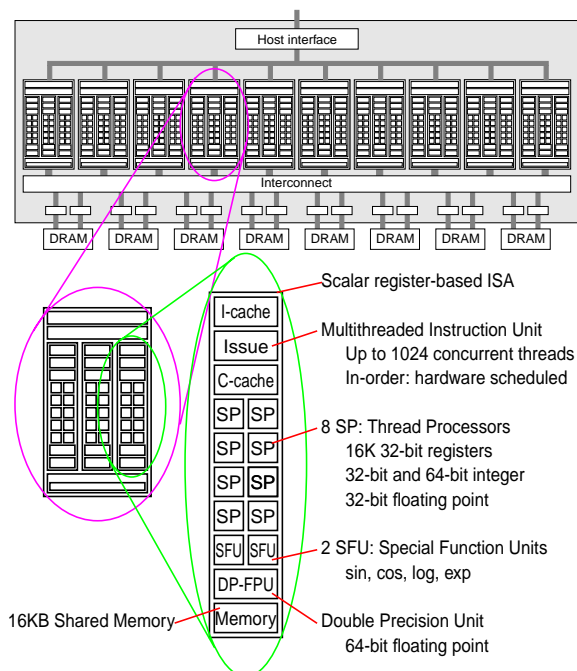 Host interface
Interconnect
DRAM DRAM DRAM DRAM DRAM DRAM DRAM DRAM
Scalar register-based ISA
I-cache
Issue
Multithreaded Instruction Unit
Up to 1024 concurrent threads
In-order: hardware scheduled
C-cache
SP SP
8 SP: Thread Processors
16K 32-bit registers
SP SP
32-bit and 64-bit integer
SP SP
32-bit floating point
SP SP
SFU SFU
2 SFU: Special Function Units
sin, cos, log, exp
DP-FPU
16KB Shared Memory
Memory
Double Precision Unit
64-bit floating point